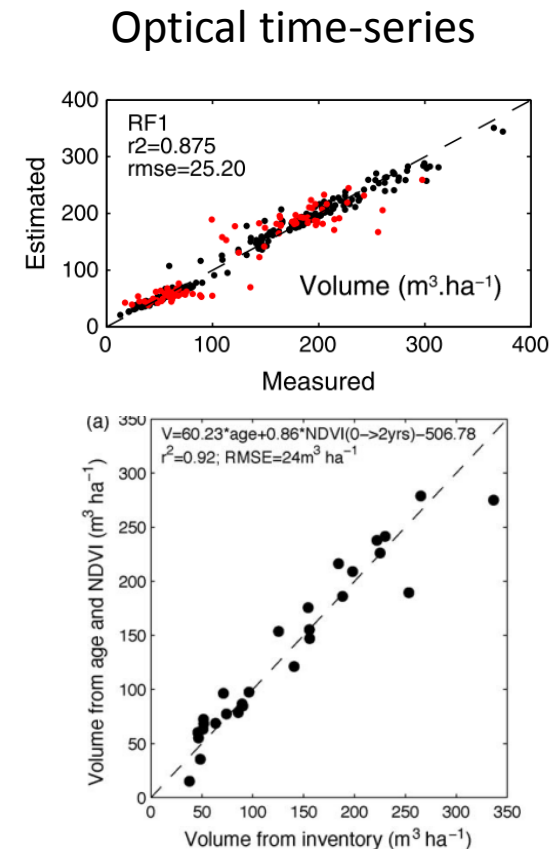 Optical time-series
400
RF1
r2=0.875
rmse=25.20
300
200
100
0
Estimated
Volume (m³.ha⁻¹)
0 100 200 300 400
Measured
(a)
350
V=60.23*age+0.86*NDVI(0->2yrs)−506.78
r²=0.92; RMSE=24m³ ha⁻¹
300
250
200
150
100
50
0
Volume from age and NDVI (m³ ha⁻¹)
0 50 100 150 200 250 300 350
Volume from inventory (m³ ha⁻¹)